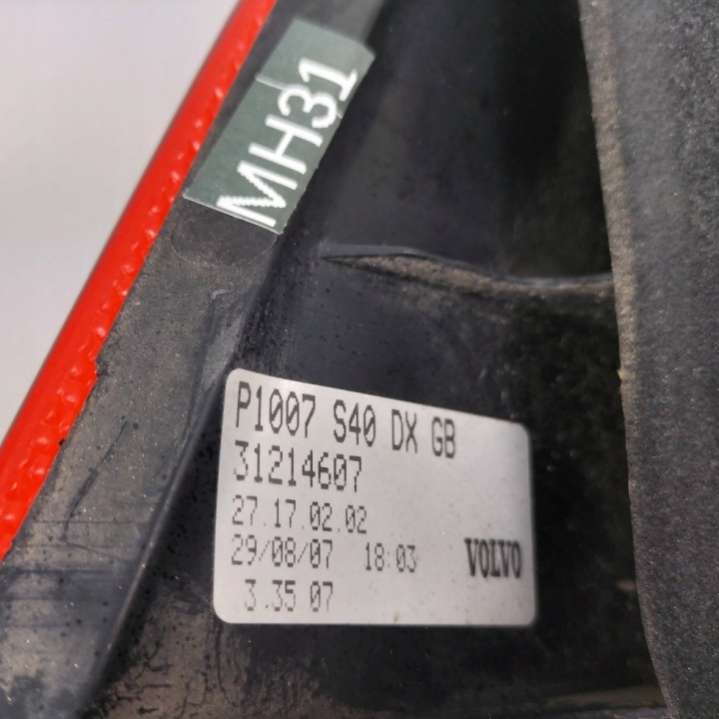 MH31
P1007 S40 DX GB
31214607
27.17.02.02
29/08/07 18:03 VOLVO
3.35 07